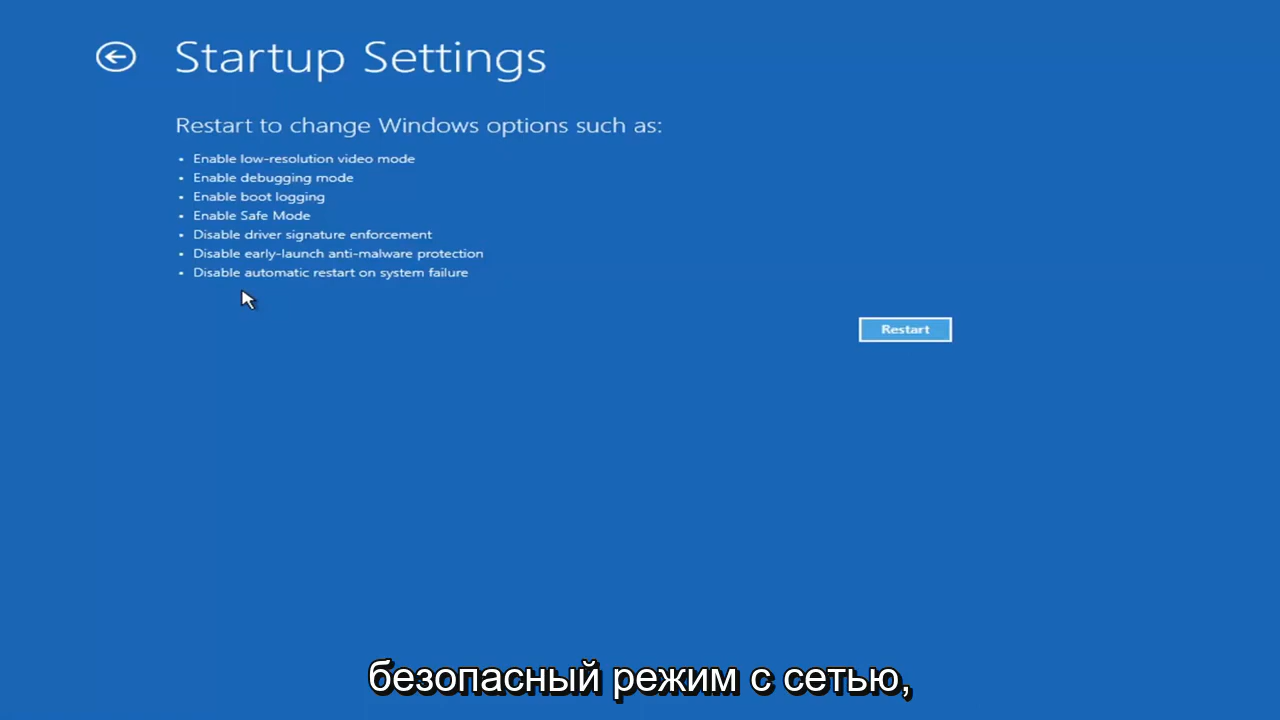 Startup Settings
Restart to change Windows options such as:
• Enable low-resolution video mode
• Enable debugging mode
• Enable boot logging
• Enable Safe Mode
• Disable driver signature enforcement
• Disable early-launch anti-malware protection
• Disable automatic restart on system failure
Restart
безопасный режим с сетью,